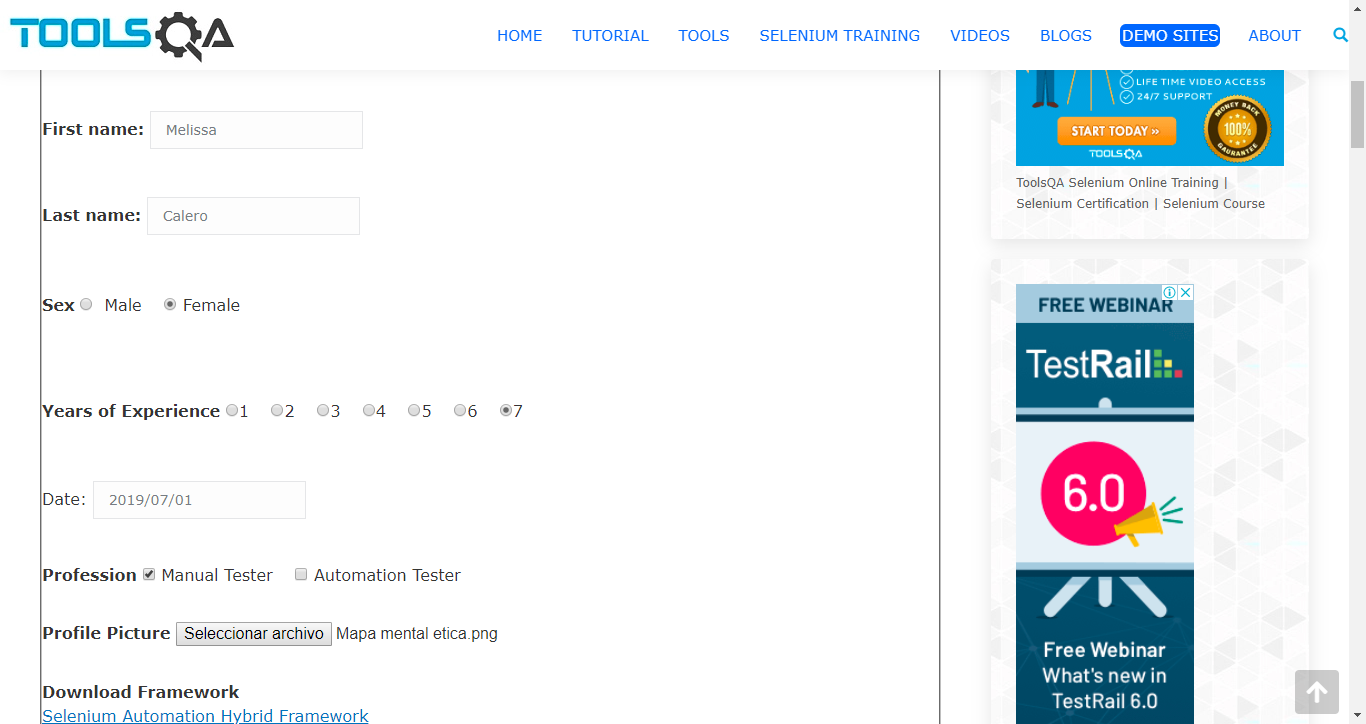 TOOLSQA
HOME TUTORIAL TOOLS SELENIUM TRAINING VIDEOS BLOGS DEMO SITES ABOUT
First name: Melissa
Last name: Calero
Sex Male Female
Years of Experience 1 2 3 4 5 6 7
Date: 2019/07/01
Profession Manual Tester Automation Tester
Profile Picture Seleccionar archivo Mapa mental etica.png
Download Framework
Selenium Automation Hybrid Framework
LIFE TIME VIDEO ACCESS
24/7 SUPPORT
START TODAY »
MONEY BACK
100%
GAURANTEE
TOOLSQA
ToolsQA Selenium Online Training |
Selenium Certification | Selenium Course
FREE WEBINAR
TestRail
6.0
Free Webinar
What's new in
TestRail 6.0